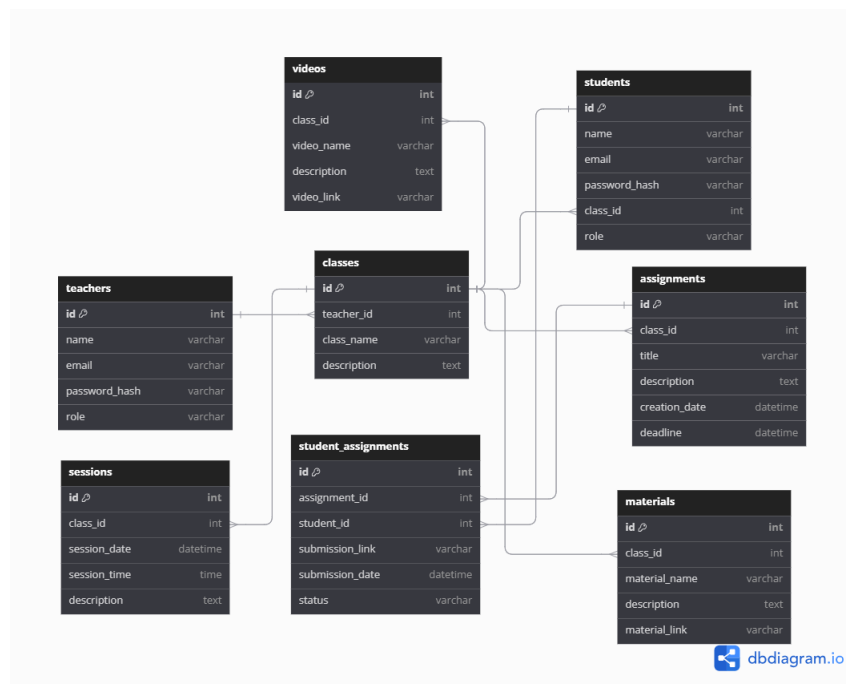 videos
id int
class_id int
video_name varchar
description text
video_link varchar
students
id int
name varchar
email varchar
password_hash varchar
class_id int
role varchar
classes
id int
teacher_id int
class_name varchar
description text
teachers
id int
name varchar
email varchar
password_hash varchar
role varchar
assignments
id int
class_id int
title varchar
description text
creation_date datetime
deadline datetime
student_assignments
id int
assignment_id int
student_id int
submission_link varchar
submission_date datetime
status varchar
sessions
id int
class_id int
session_date datetime
session_time time
description text
materials
id int
class_id int
material_name varchar
description text
material_link varchar
dbdiagram.io